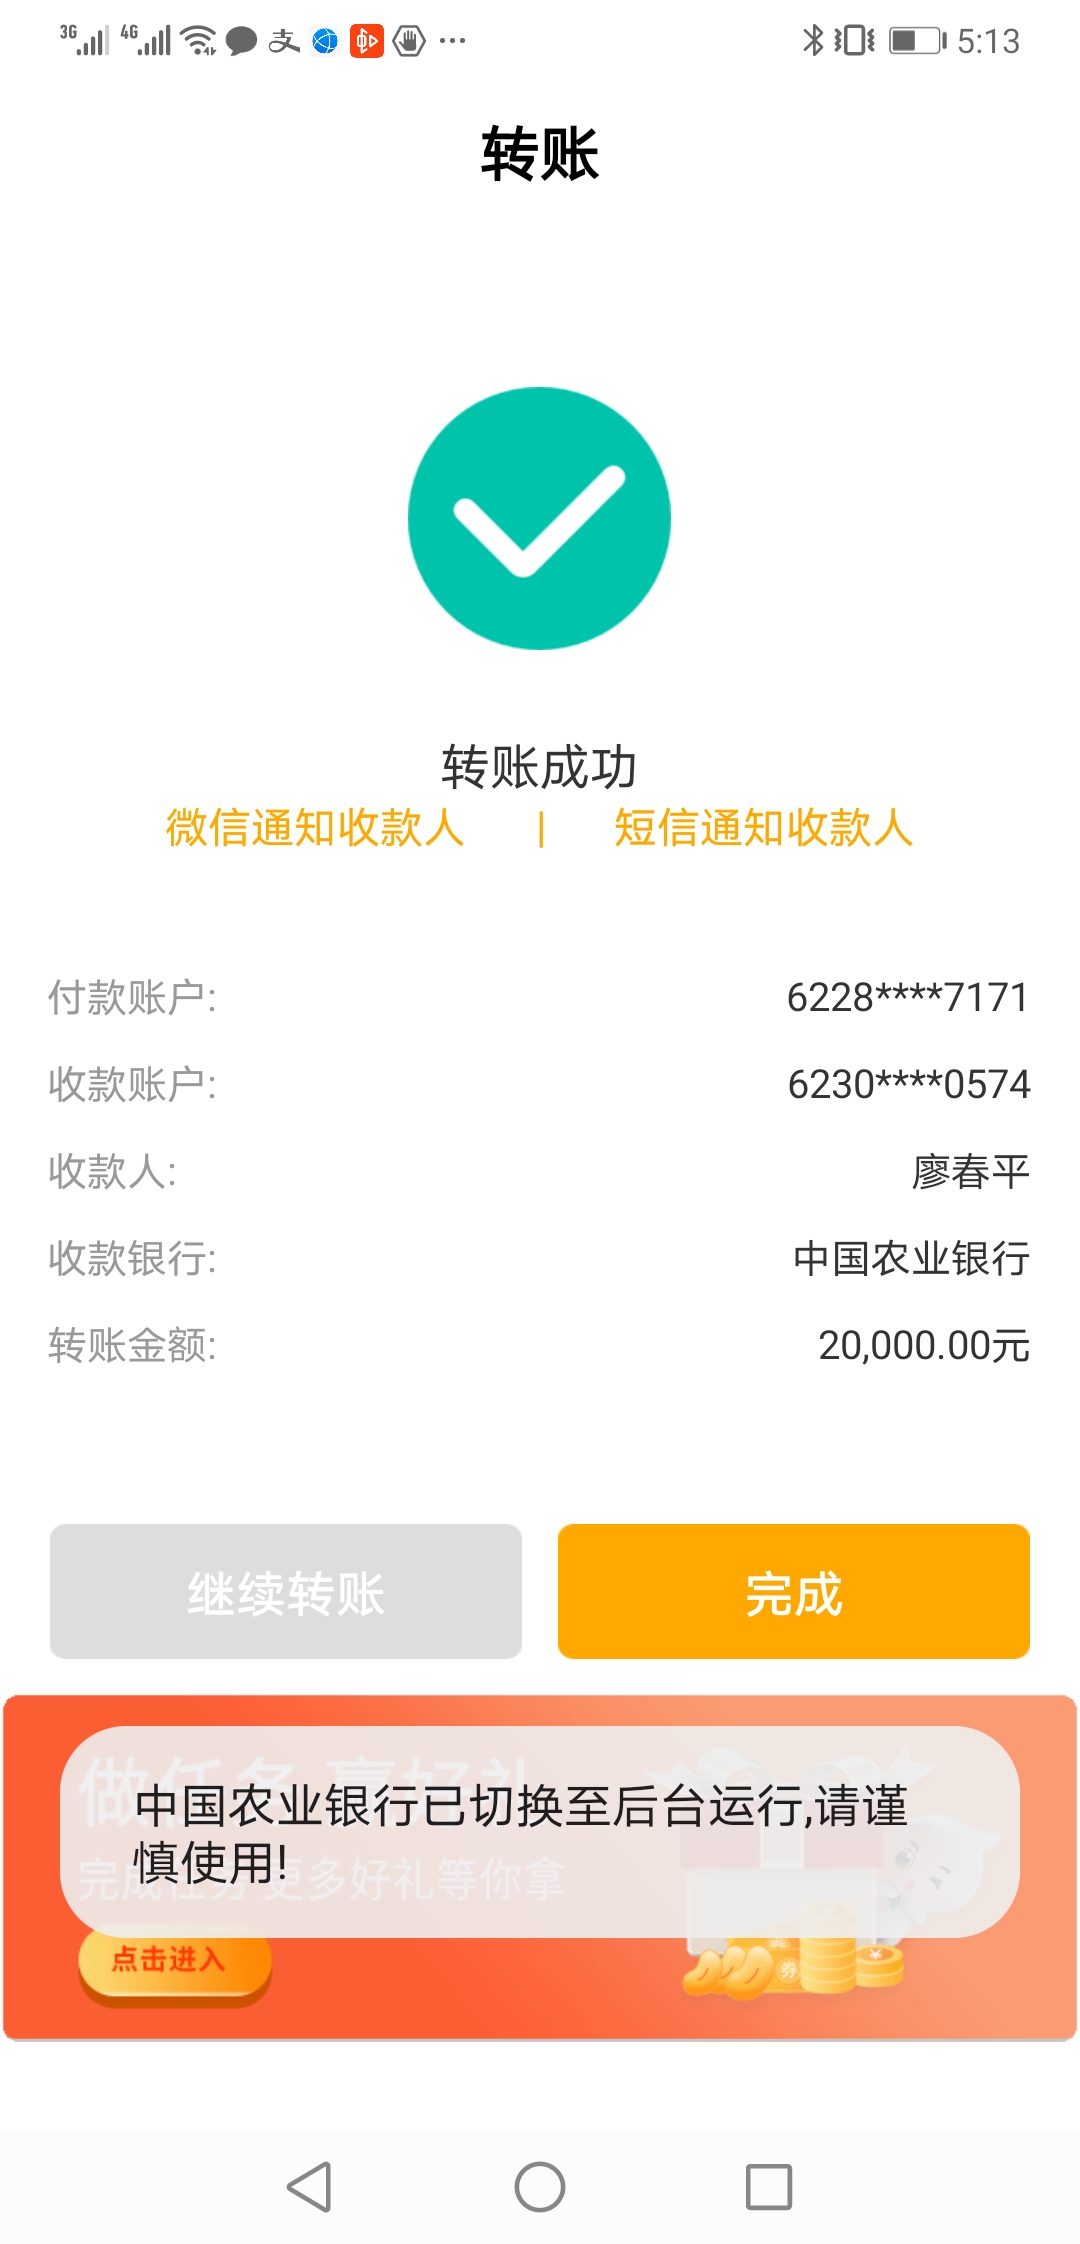 3G 4G 5:13
转账
转账成功
微信通知收款人 | 短信通知收款人
付款账户: 6228****7171
收款账户: 6230****0574
收款人: 廖春平
收款银行: 中国农业银行
转账金额: 20,000.00元
继续转账 完成
做任务 赢好礼
中国农业银行已切换至后台运行,请谨
慎使用!
完成任务 更多好礼等你拿
点击进入
券